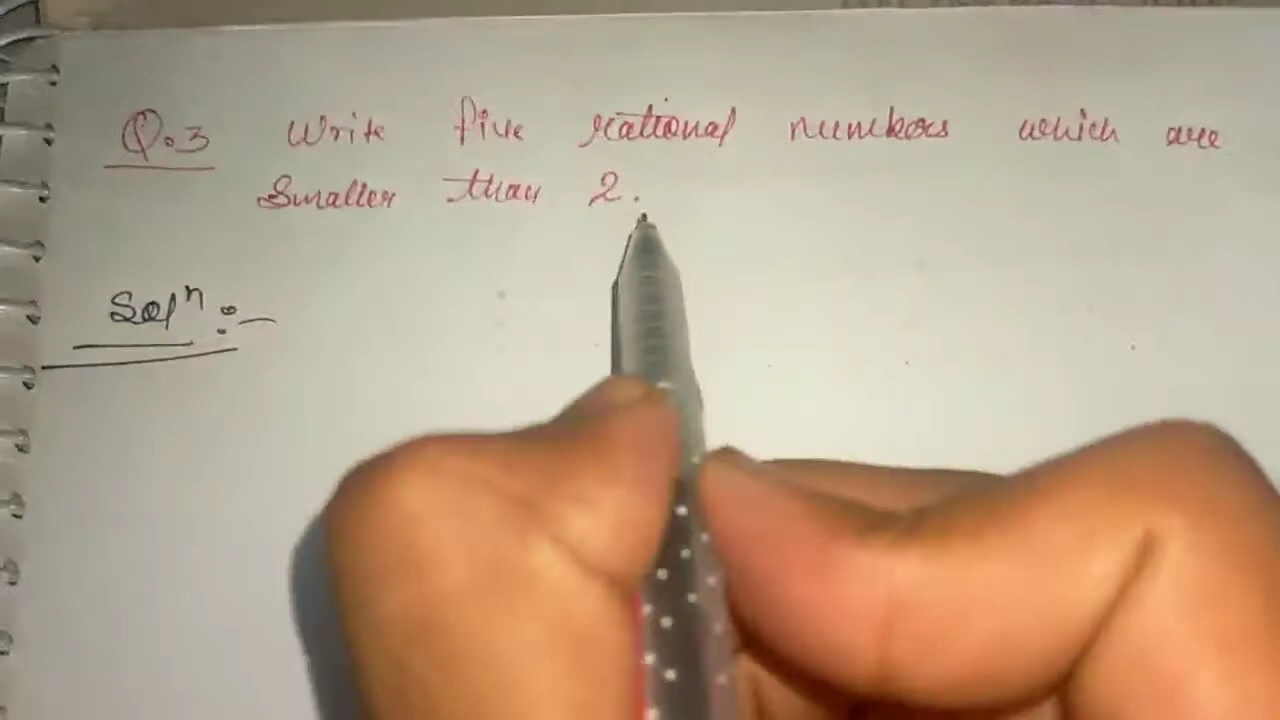 Q.3 Write five rational numbers which are
smaller than 2.
Solⁿ :-